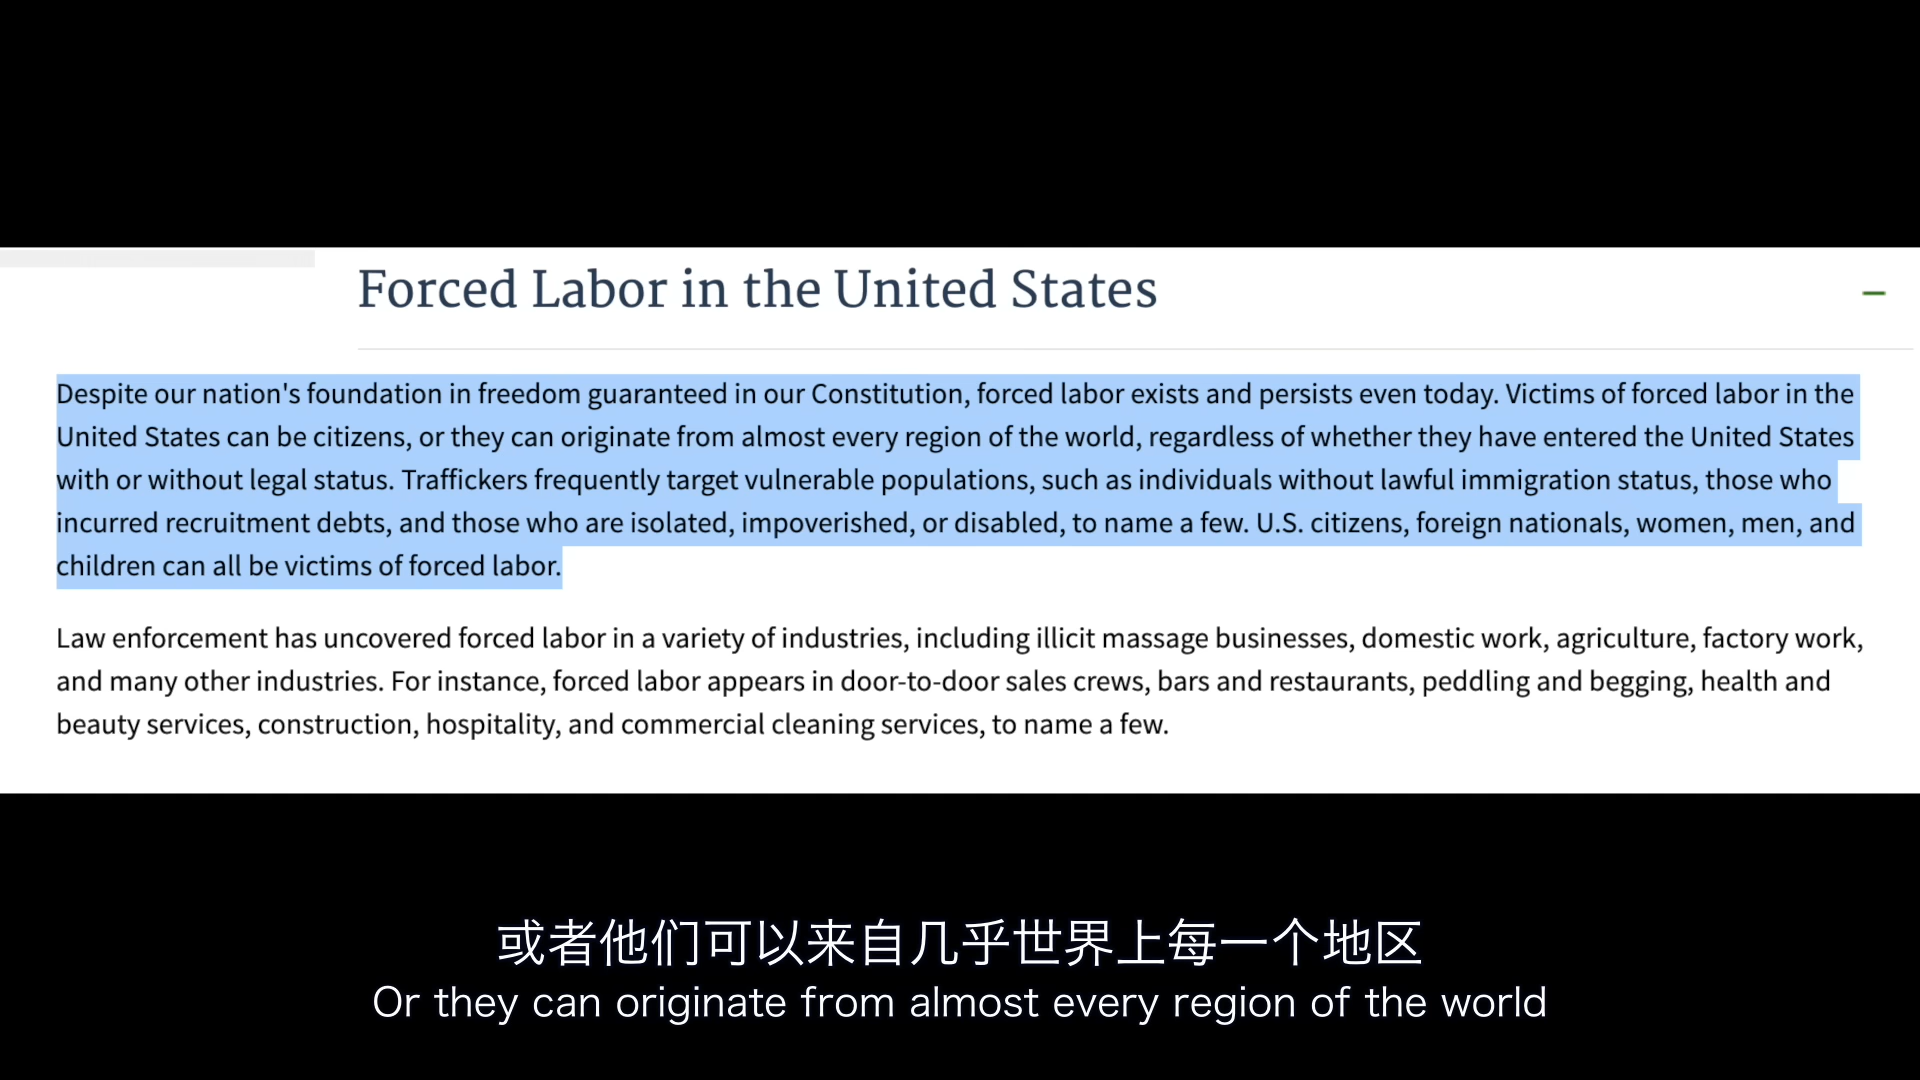 Forced Labor in the United States
Despite our nation's foundation in freedom guaranteed in our Constitution, forced labor exists and persists even today. Victims of forced labor in the
United States can be citizens, or they can originate from almost every region of the world, regardless of whether they have entered the United States
with or without legal status. Traffickers frequently target vulnerable populations, such as individuals without lawful immigration status, those who
incurred recruitment debts, and those who are isolated, impoverished, or disabled, to name a few. U.S. citizens, foreign nationals, women, men, and
children can all be victims of forced labor.
Law enforcement has uncovered forced labor in a variety of industries, including illicit massage businesses, domestic work, agriculture, factory work,
and many other industries. For instance, forced labor appears in door-to-door sales crews, bars and restaurants, peddling and begging, health and
beauty services, construction, hospitality, and commercial cleaning services, to name a few.
或者他们可以来自几乎世界上每一个地区
Or they can originate from almost every region of the world